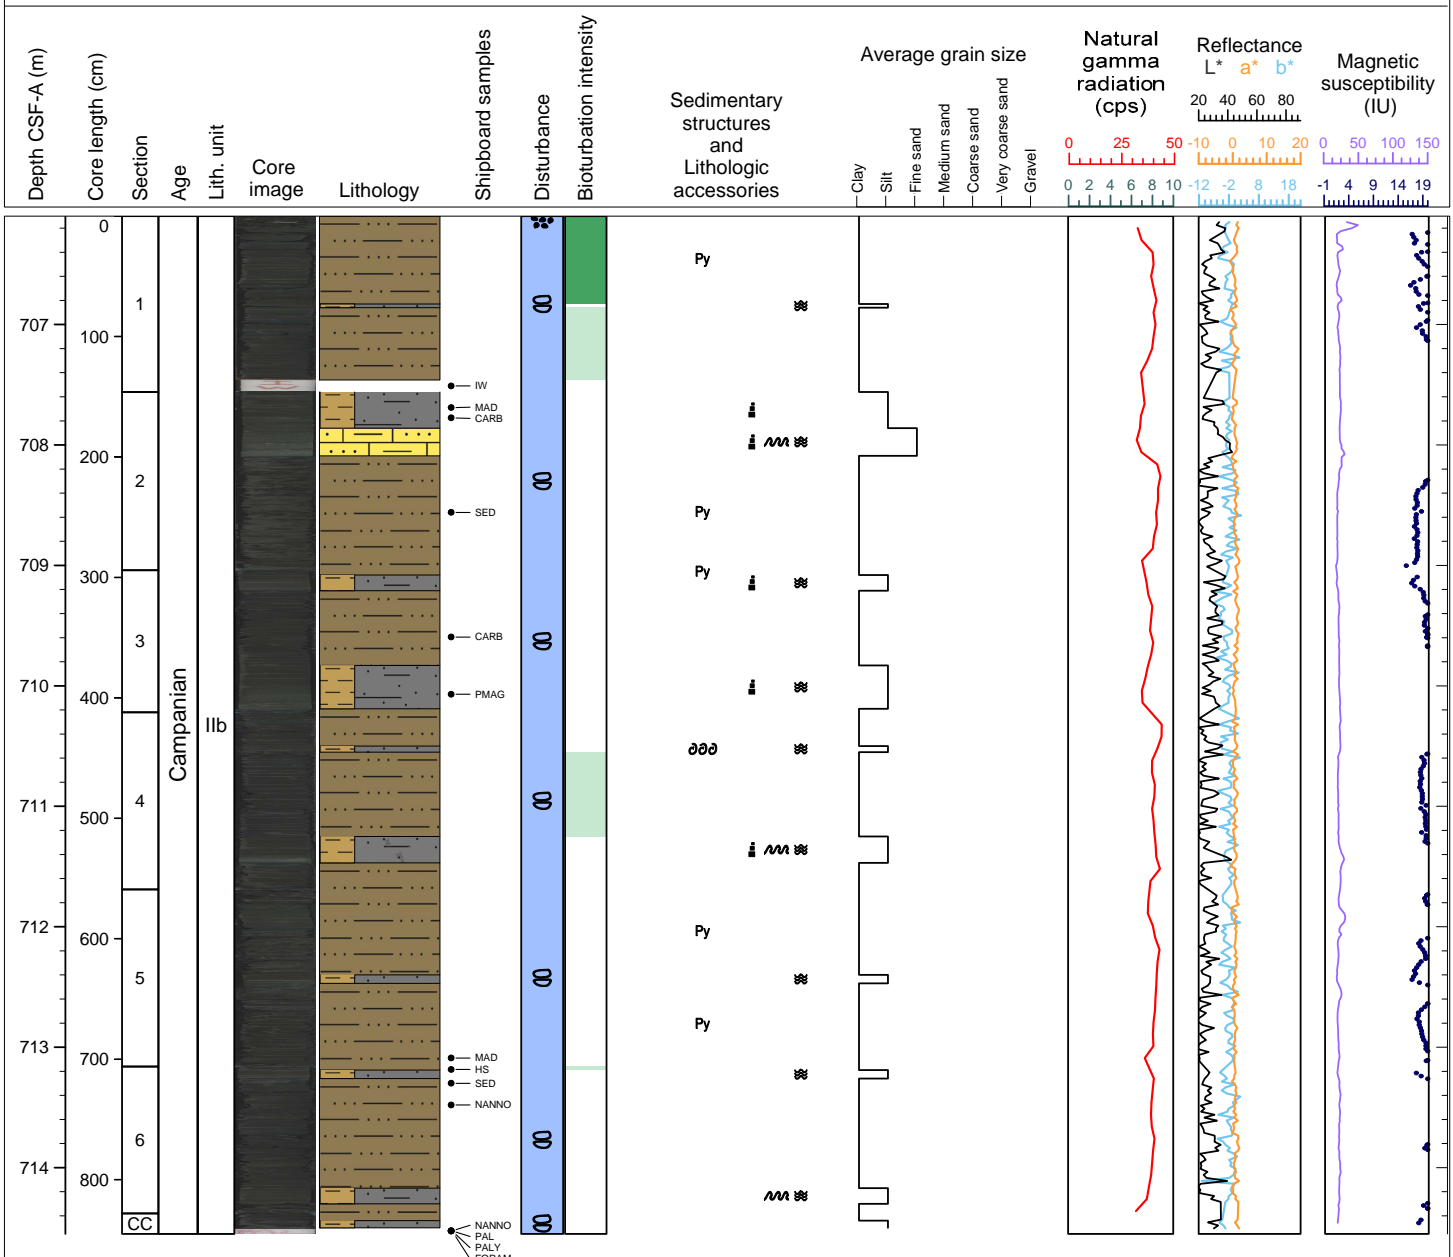 Depth CSF-A (m)
Core length (cm)
Section
Age
Lith. unit
Core
image
Lithology
Shipboard samples
Disturbance
Bioturbation intensity
Sedimentary
structures
and
Lithologic
accessories
Average grain size
Clay
Silt
Fine sand
Medium sand
Coarse sand
Very coarse sand
Gravel
Natural
gamma
radiation
(cps)
0 25 50
0 2 4 6 8 10
Reflectance
L* a* b*
20 40 60 80
-10 0 10 20
-12 -2 8 18
Magnetic
susceptibility
(IU)
0 50 100 150
-1 4 9 14 19
707
708
709
710
711
712
713
714
0
100
200
300
400
500
600
700
800
1
2
3
4
5
6
CC
Campanian
IIb
IW
MAD
CARB
SED
CARB
PMAG
MAD
HS
SED
NANNO
NANNO
PAL
PALY
FORAM
Py
Py
Py
Py
Py